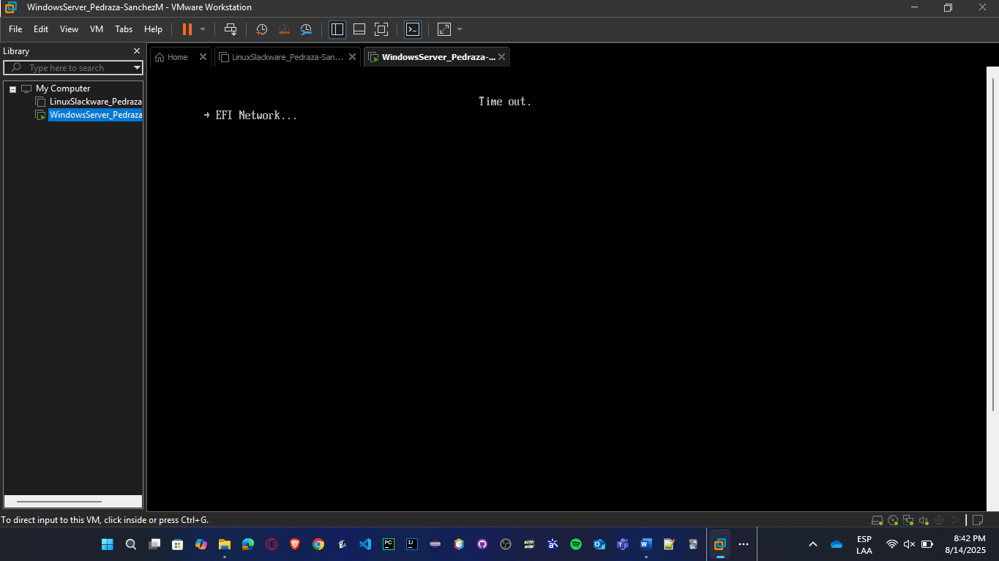 WindowsServer_Pedraza-SanchezM - VMware Workstation
File Edit View VM Tabs Help
Library
Type here to search
My Computer
LinuxSlackware_Pedraza
WindowsServer_Pedraza
Home
LinuxSlackware_Pedraza-San...
WindowsServer_Pedraza-...
Time out.
→ EFI Network...
To direct input to this VM, click inside or press Ctrl+G.
ESP
LAA
8:42 PM
8/14/2025